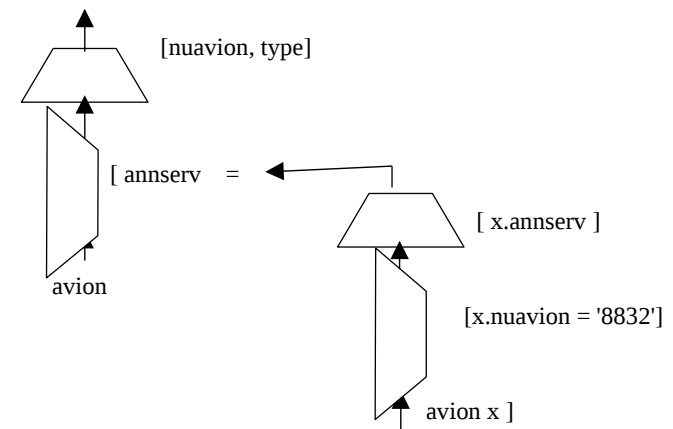 [nuavion, type]
[ annserv =
[ x.annserv ]
avion
[x.nuavion = '8832']
avion x ]